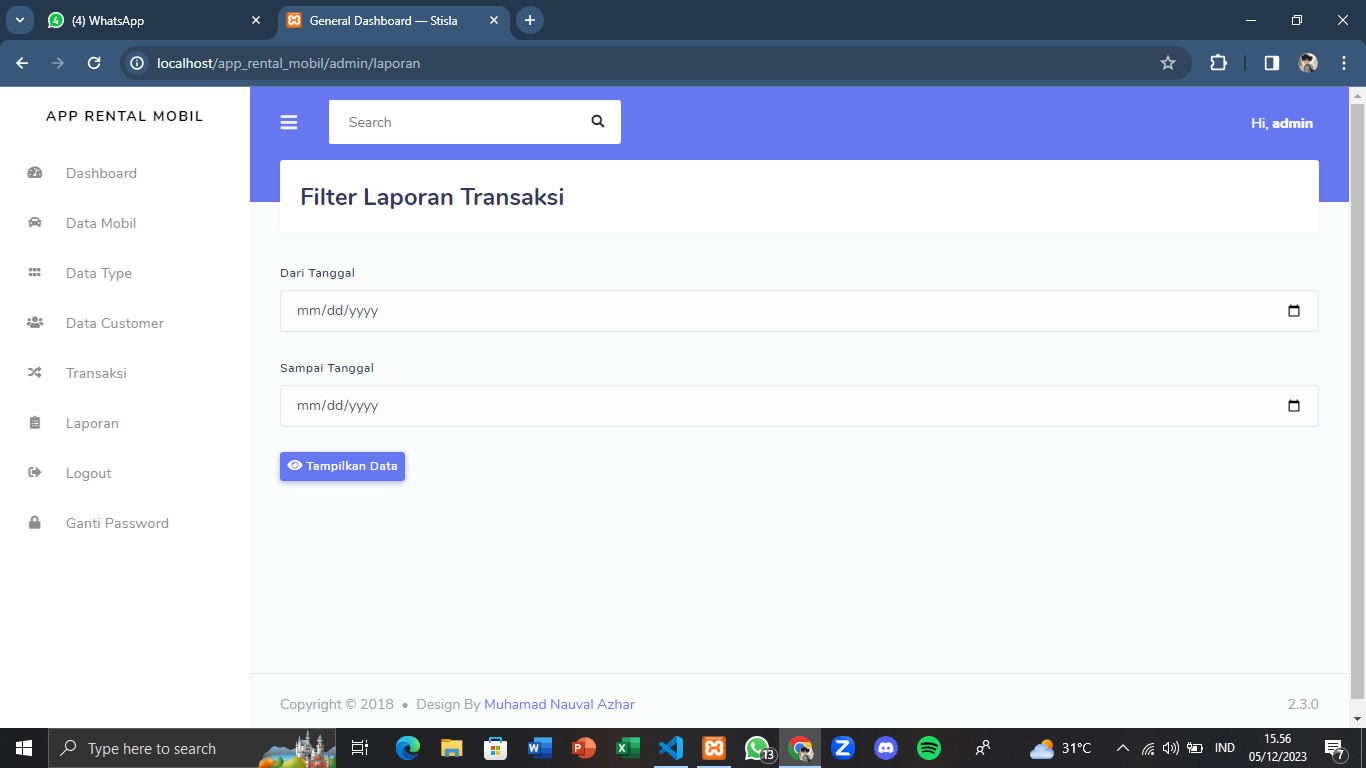 (4) WhatsApp
General Dashboard — Stisla
localhost/app_rental_mobil/admin/laporan
APP RENTAL MOBIL
Search
Hi, admin
Dashboard
Data Mobil
Data Type
Data Customer
Transaksi
Laporan
Logout
Ganti Password
Filter Laporan Transaksi
Dari Tanggal
mm/dd/yyyy
Sampai Tanggal
mm/dd/yyyy
Tampilkan Data
Copyright © 2018 • Design By Muhamad Nauval Azhar
2.3.0
Type here to search
13
31°C
IND
15.56
05/12/2023
7